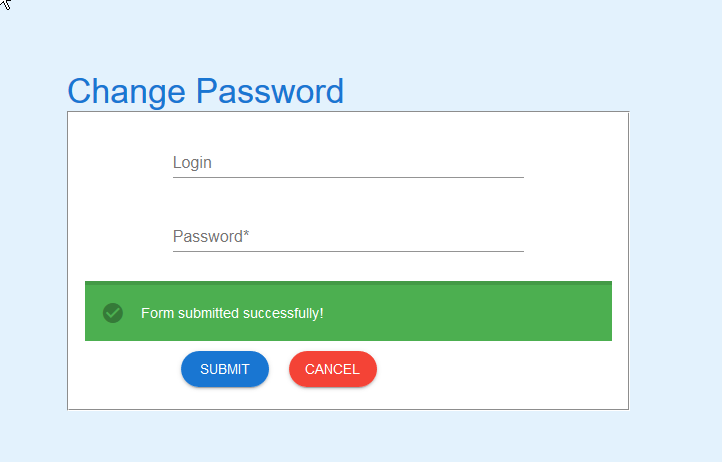 Change Password
Login
Password*
Form submitted successfully!
SUBMIT
CANCEL